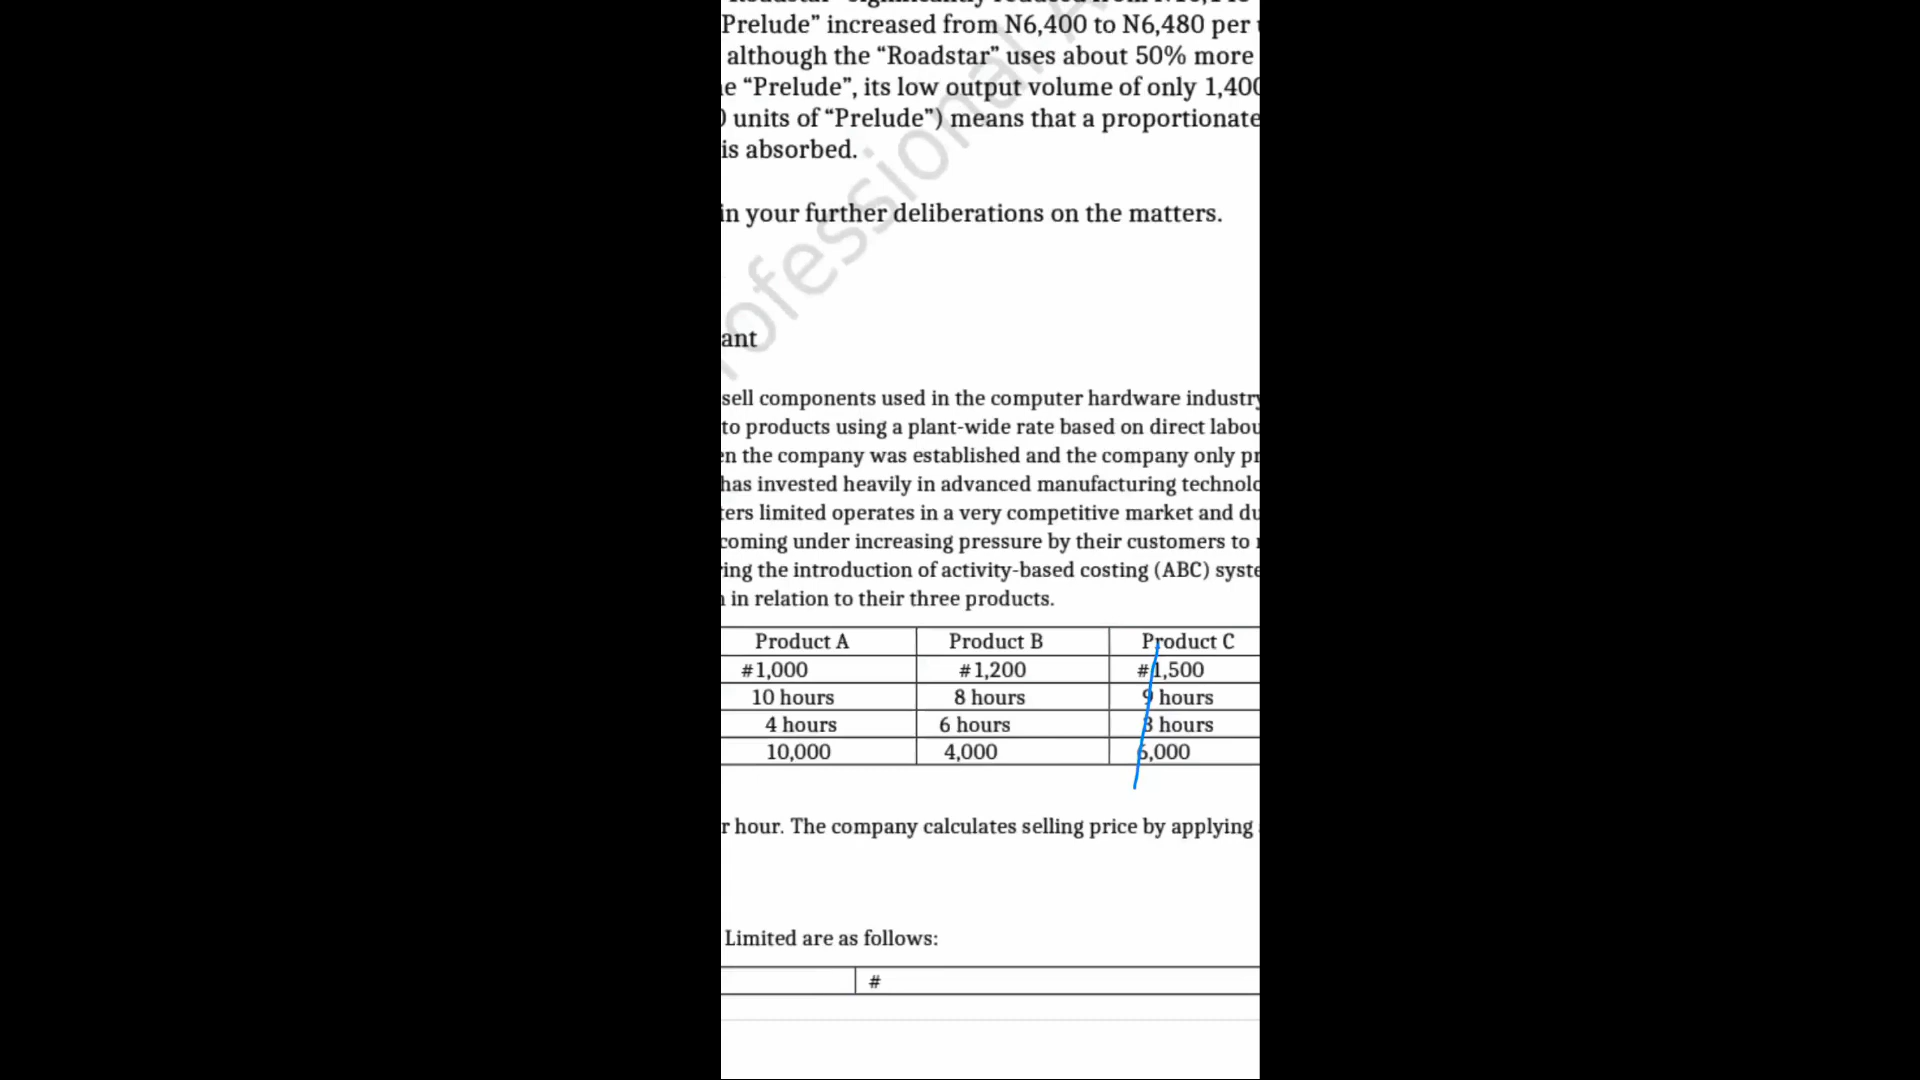 Prelude” increased from N6,400 to N6,480 per
although the “Roadstar” uses about 50% more
“Prelude”, its low output volume of only 1,400
units of “Prelude”) means that a proportionate
is absorbed.
in your further deliberations on the matters.
ofessional A
ant
sell components used in the computer hardware industry
to products using a plant-wide rate based on direct labou
en the company was established and the company only pr
has invested heavily in advanced manufacturing technolo
ers limited operates in a very competitive market and du
coming under increasing pressure by their customers to
ing the introduction of activity-based costing (ABC) syste
in relation to their three products.
Product A Product B Product C
#1,000 #1,200 #1,500
10 hours 8 hours 9 hours
4 hours 6 hours hours
10,000 4,000 ,000
r hour. The company calculates selling price by applying
Limited are as follows:
#